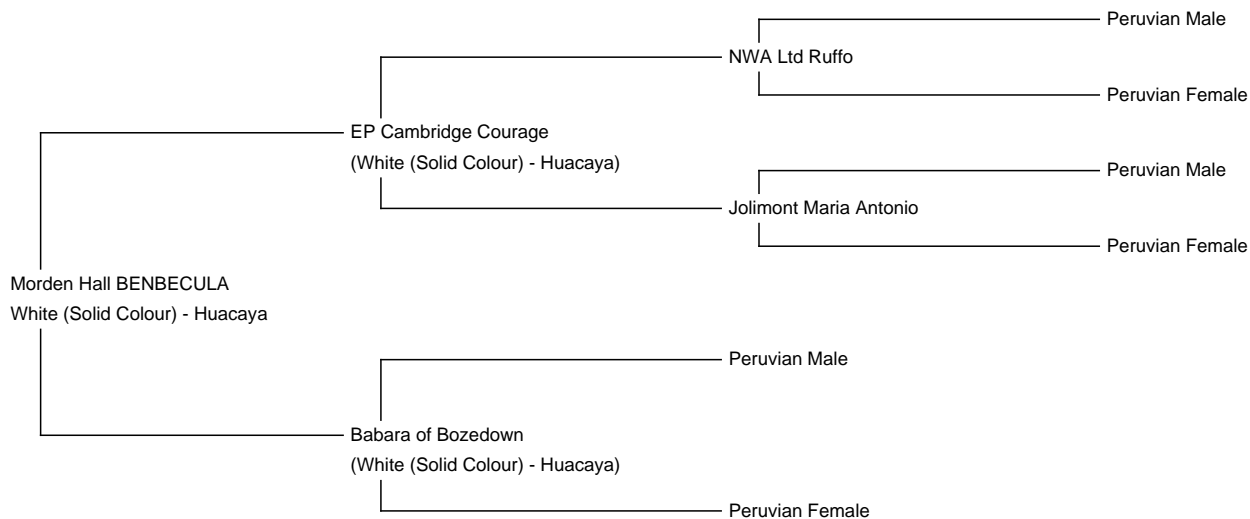 Peruvian Male
NWA Ltd Ruffo
Peruvian Female
EP Cambridge Courage
(White (Solid Colour) - Huacaya)
Peruvian Male
Jolimont Maria Antonio
Peruvian Female
Morden Hall BENBECULA
White (Solid Colour) - Huacaya
Peruvian Male
Babara of Bozedown
(White (Solid Colour) - Huacaya)
Peruvian Female